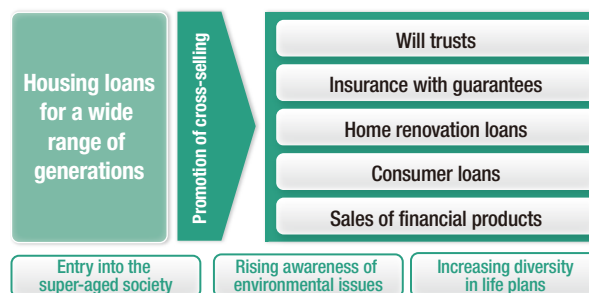 Housing loans
for a wide
range of
generations
Promotion of cross-selling
Will trusts
Insurance with guarantees
Home renovation loans
Consumer loans
Sales of financial products
Entry into the
super-aged society
Rising awareness of
environmental issues
Increasing diversity
in life plans